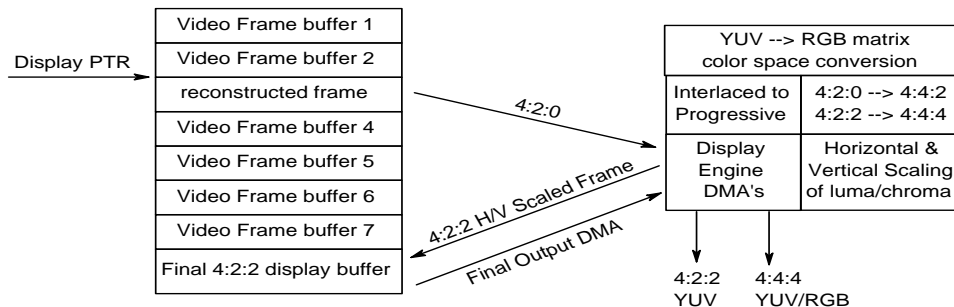 Video Frame buffer 1
Video Frame buffer 2
Display PTR
reconstructed frame
Video Frame buffer 4
Video Frame buffer 5
Video Frame buffer 6
Video Frame buffer 7
Final 4:2:2 display buffer
4:2:0
4:2:2 H/V Scaled Frame
Final Output DMA
YUV --> RGB matrix
color space conversion
Interlaced to
Progressive
4:2:0 --> 4:4:2
4:2:2 --> 4:4:4
Display
Engine
DMA's
Horizontal &
Vertical Scaling
of luma/chroma
4:2:2
YUV
4:4:4
YUV/RGB